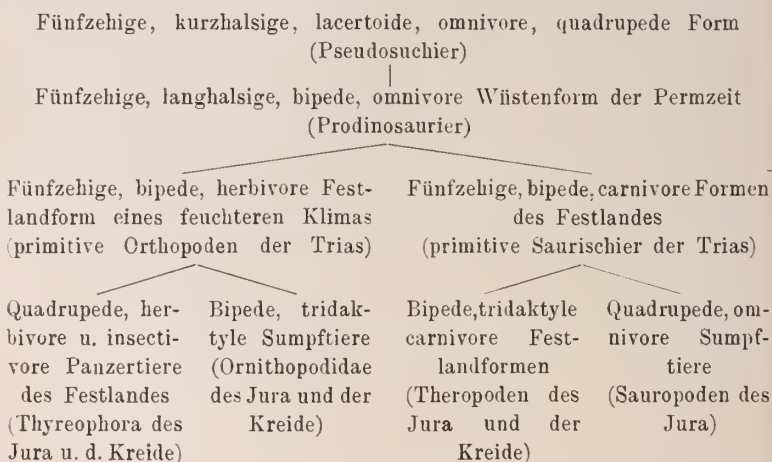 Fünfzehige, kurzhalsige, lacertoide, omnivore, quadrupede Form
(Pseudosuchier)
Fünfzehige, langhalsige, bipede, omnivore Wüstenform der Permzeit
(Prodinosaurier)
Fünfzehige, bipede, herbivore Fest-
landform eines feuchteren Klimas
(primitive Orthopoden der Trias)
Fünfzehige, bipede, carnivore Formen
des Festlandes
(primitive Saurischier der Trias)
Quadrupede, her-
bivore u. insecti-
vore Panzertiere
des Festlandes
(Thyreophora des
Jura u. d. Kreide)
Bipede, tridak-
tyle Sumpftiere
(Ornithopodidae
des Jura und der
Kreide)
Bipede, tridaktyle
carnivore Fest-
landformen
(Theropoden des
Jura und der
Kreide)
Quadrupede, om-
nivore Sumpf-
tiere
(Sauropoden des
Jura)